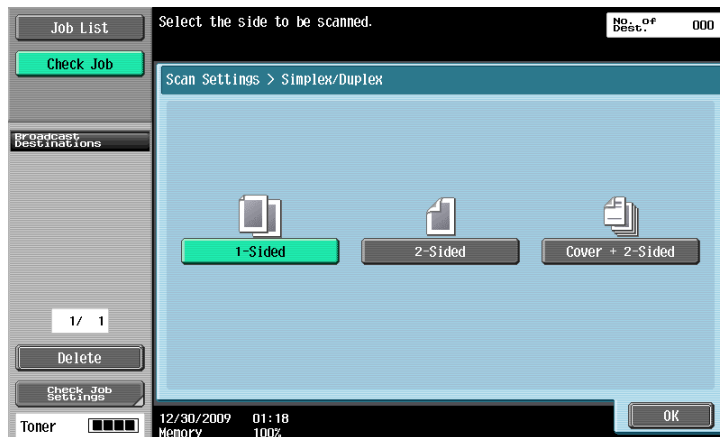 Job List
Select the side to be scanned.
No. of
Dest.
000
Check Job
Scan Settings > Simplex/Duplex
Broadcast
Destinations
1-Sided
2-Sided
Cover + 2-Sided
1/ 1
Delete
Check Job
Settings
Toner
12/30/2009 01:18
Memory 100%
OK